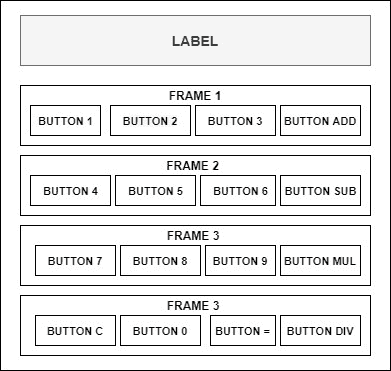 LABEL
FRAME 1
BUTTON 1 BUTTON 2 BUTTON 3 BUTTON ADD
FRAME 2
BUTTON 4 BUTTON 5 BUTTON 6 BUTTON SUB
FRAME 3
BUTTON 7 BUTTON 8 BUTTON 9 BUTTON MUL
FRAME 3
BUTTON C BUTTON 0 BUTTON = BUTTON DIV